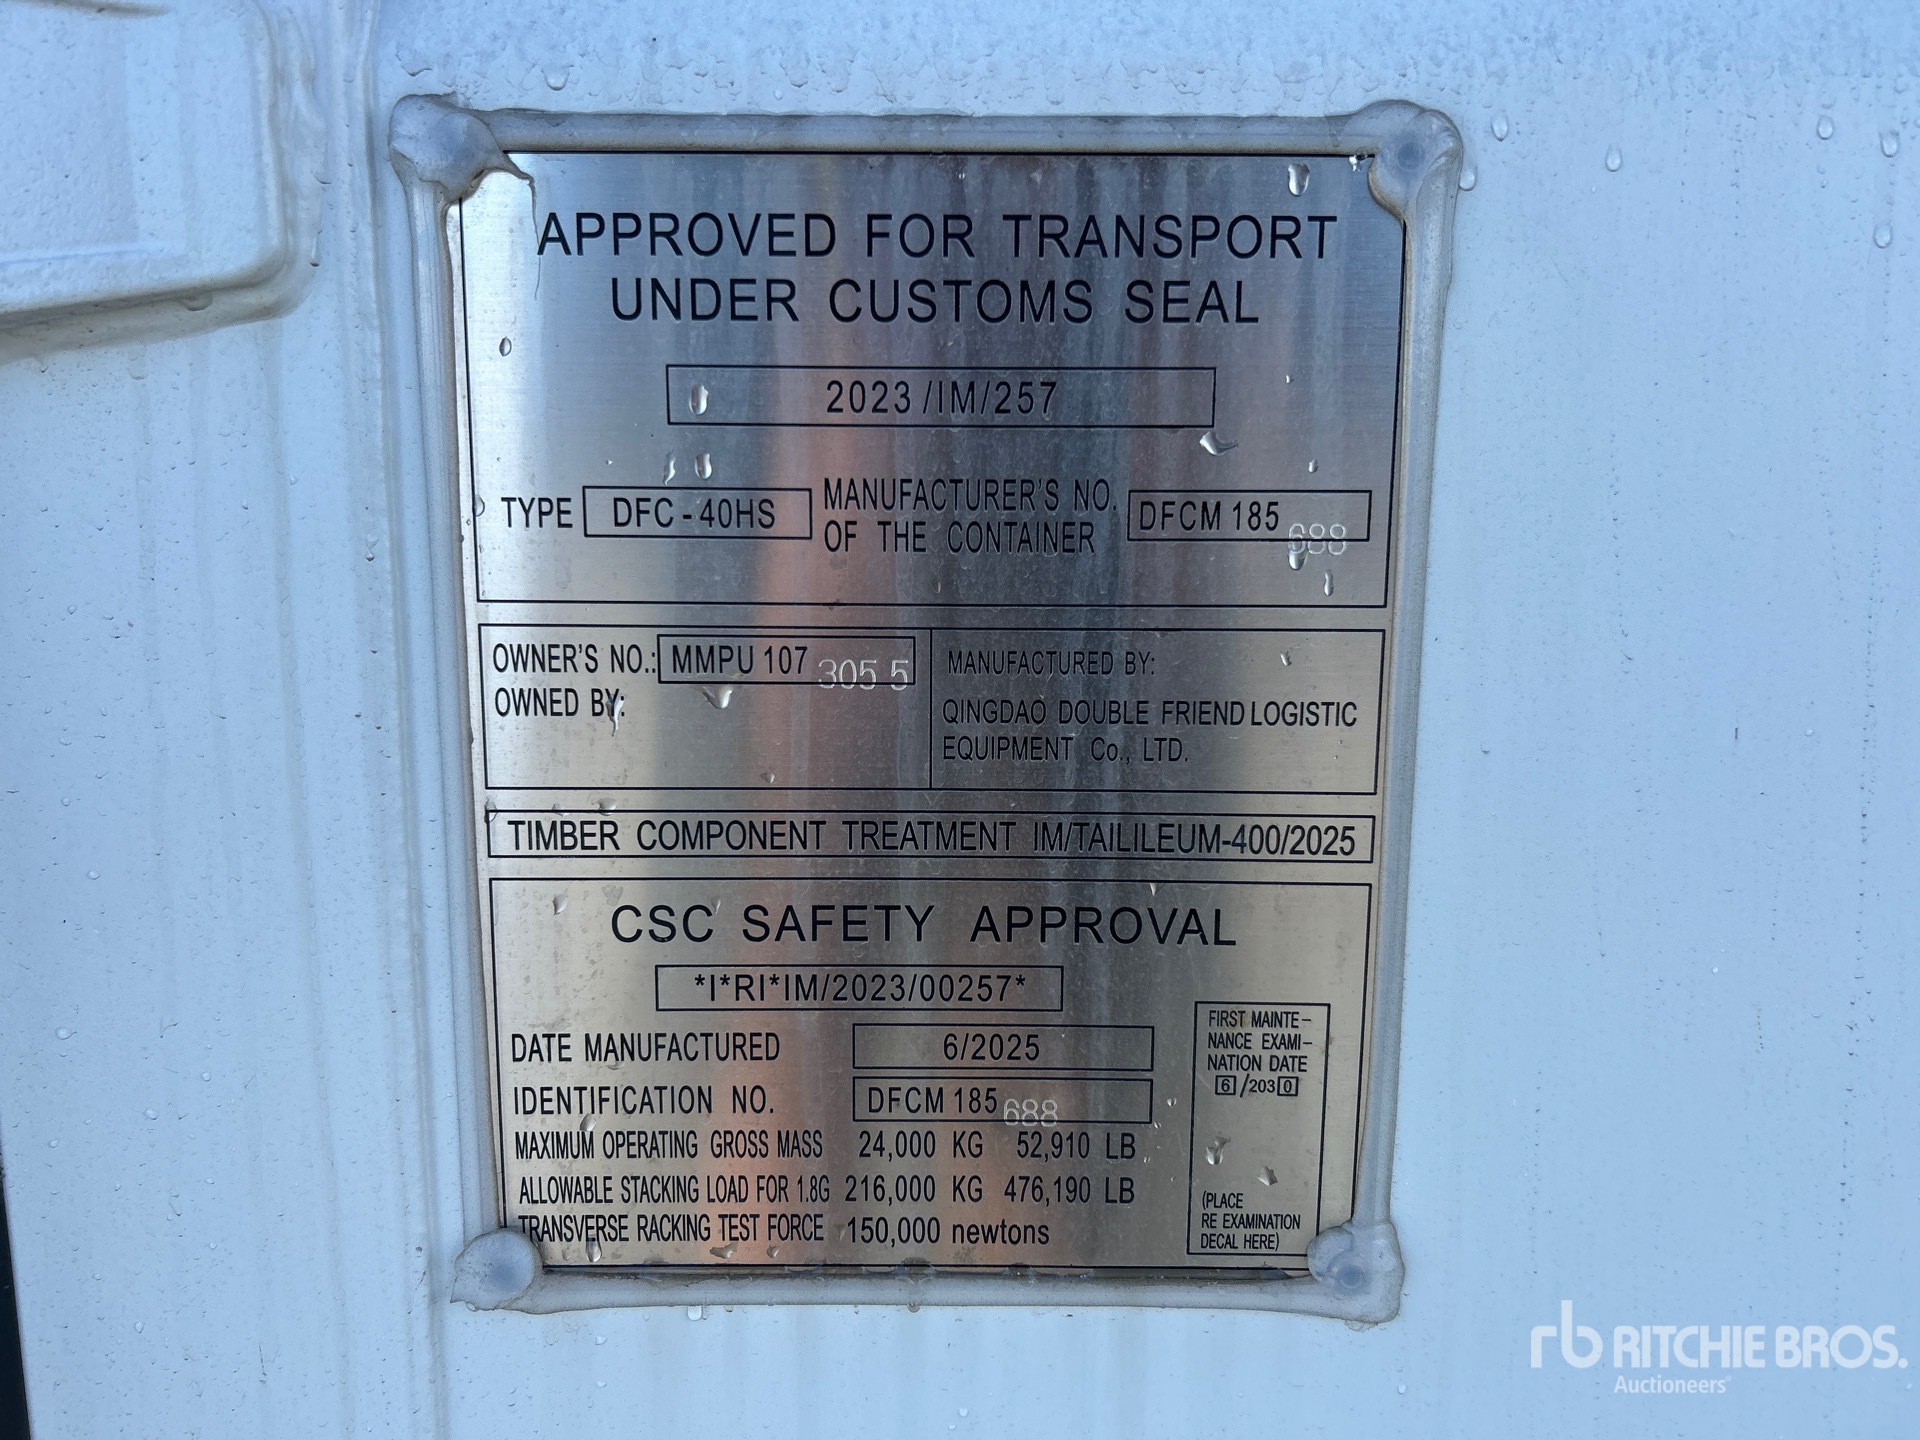 APPROVED FOR TRANSPORT
UNDER CUSTOMS SEAL
2023/IM/257
TYPE DFC-40HS MANUFACTURER'S NO. OF THE CONTAINER DFCM 185 688
OWNER'S NO.: MMPU 107 305 5
OWNED BY:
MANUFACTURED BY:
QINGDAO DOUBLE FRIEND LOGISTIC
EQUIPMENT Co., LTD.
TIMBER COMPONENT TREATMENT IM/TAILILEUM-400/2025
CSC SAFETY APPROVAL
*I*RI*IM/2023/00257*
DATE MANUFACTURED 6/2025
IDENTIFICATION NO. DFCM 185 688
MAXIMUM OPERATING GROSS MASS 24,000 KG 52,910 LB
ALLOWABLE STACKING LOAD FOR 1.8G 216,000 KG 476,190 LB
TRANSVERSE RACKING TEST FORCE 150,000 newtons
FIRST MAINTE-
NANCE EXAMI-
NATION DATE
6/2030
(PLACE
RE EXAMINATION
DECAL HERE)
rb RITCHIE BROS.
Auctioneers